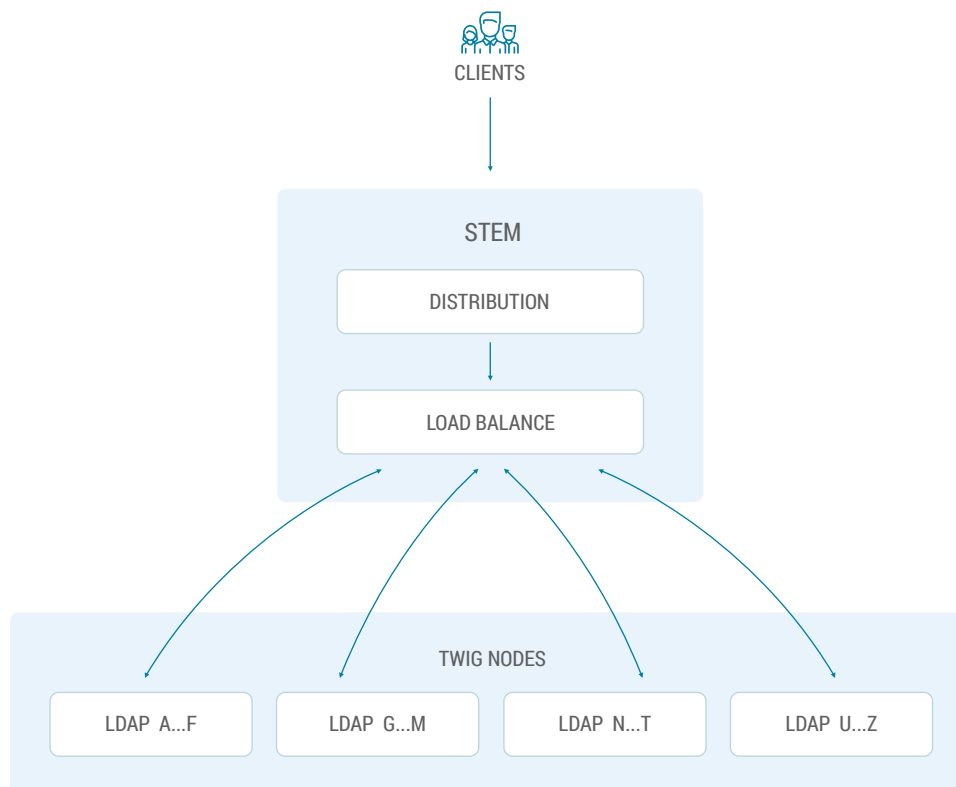 CLIENTS
STEM
DISTRIBUTION
LOAD BALANCE
TWIG NODES
LDAP A...F
LDAP G...M
LDAP N...T
LDAP U...Z